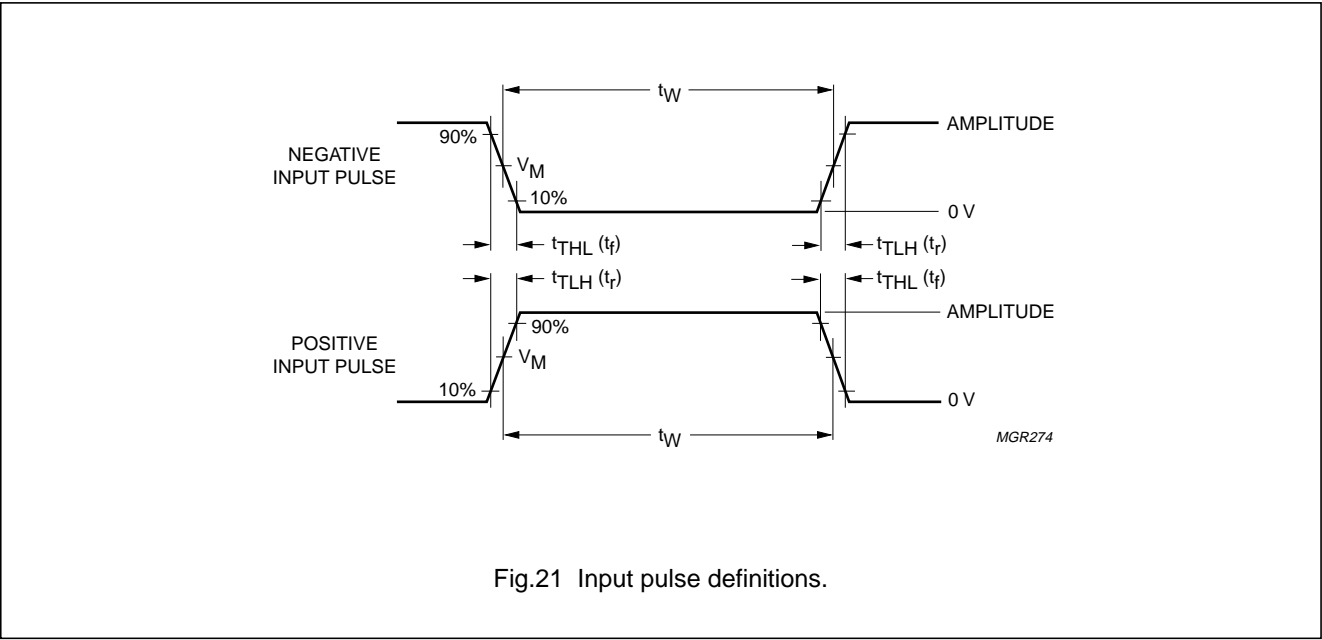 tW
90%
AMPLITUDE
NEGATIVE
INPUT PULSE
VM
10%
0 V
tTHL (tf)
tTLH (tr)
tTLH (tr)
tTHL (tf)
AMPLITUDE
90%
POSITIVE
INPUT PULSE
VM
10%
0 V
tW
MGR274
Fig.21 Input pulse definitions.